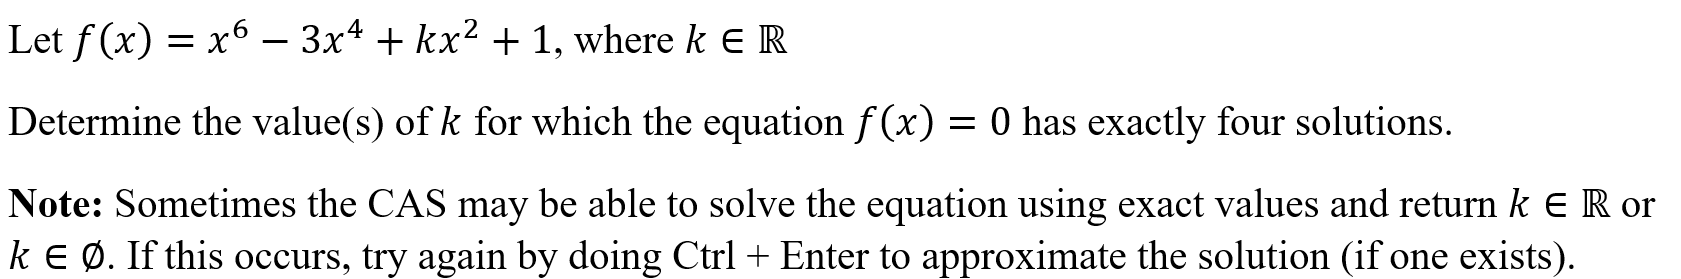 Let f(x) = x⁶ − 3x⁴ + kx² + 1, where k ∈ ℝ
Determine the value(s) of k for which the equation f(x) = 0 has exactly four solutions.
Note: Sometimes the CAS may be able to solve the equation using exact values and return k ∈ ℝ or
k ∈ ∅. If this occurs, try again by doing Ctrl + Enter to approximate the solution (if one exists).